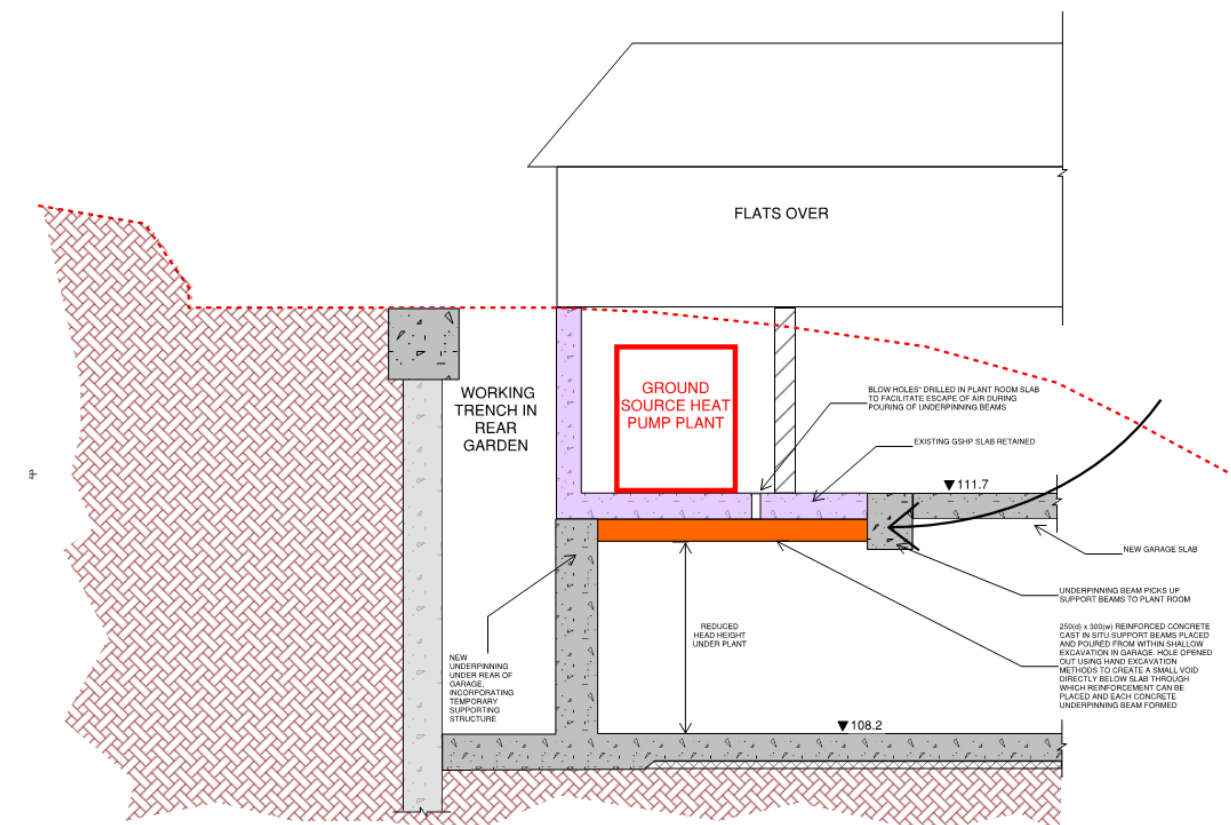 FLATS OVER
WORKING
TRENCH IN
REAR
GARDEN
GROUND
SOURCE HEAT
PUMP PLANT
BLOW HOLES" DRILLED IN PLANT ROOM SLAB
TO FACILITATE ESCAPE OF AIR DURING
POURING OF UNDERPINNING BEAMS
EXISTING GSHP SLAB RETAINED
111.7
NEW GARAGE SLAB
UNDERPINNING BEAM PICKS UP
SUPPORT BEAMS TO PLANT ROOM
250(d) x 300(w) REINFORCED CONCRETE
CAST IN SITU SUPPORT BEAMS PLACED
AND POURED FROM WITHIN SHALLOW
EXCAVATION IN GARAGE. HOLE OPENED
OUT USING HAND EXCAVATION
METHODS TO CREATE A SMALL VOID
DIRECTLY BELOW SLAB THROUGH
WHICH REINFORCEMENT CAN BE
PLACED AND EACH CONCRETE
UNDERPINNING BEAM FORMED
REDUCED
HEAD HEIGHT
UNDER PLANT
NEW
UNDERPINNING
UNDER REAR OF
GARAGE,
INCORPORATING
TEMPORARY
SUPPORTING
STRUCTURE
108.2